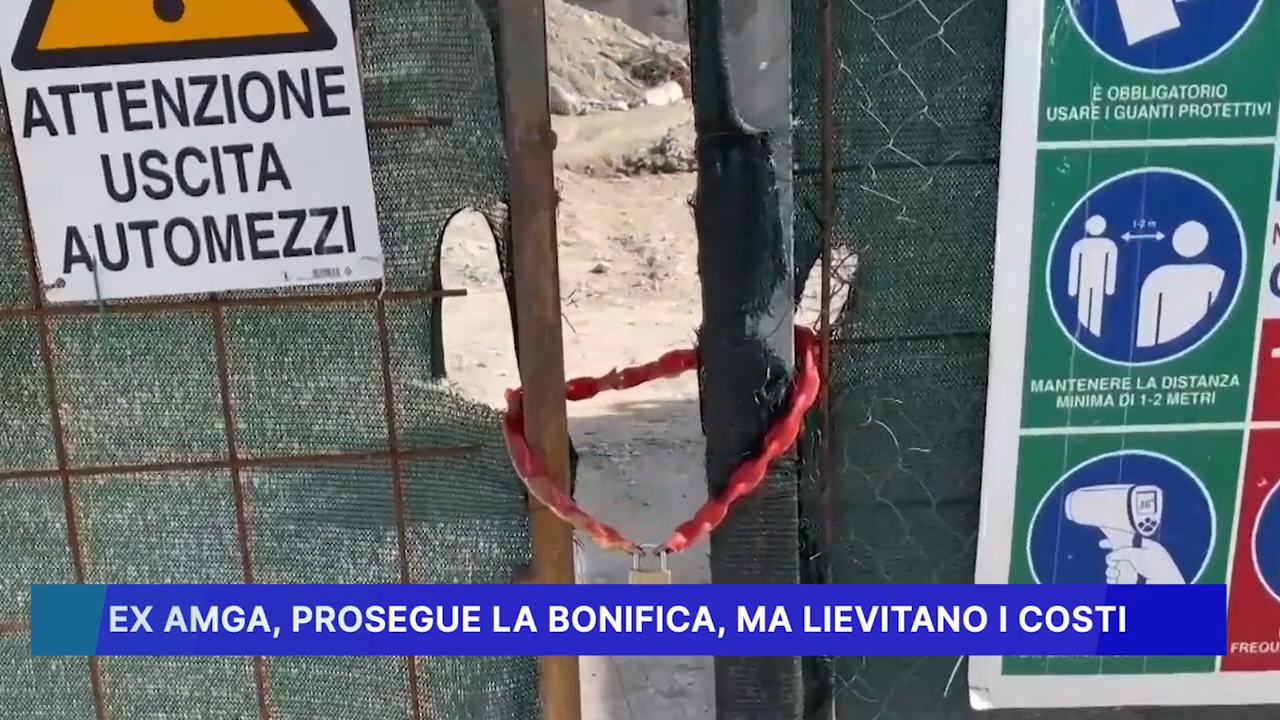 ATTENZIONE
USCITA
AUTOMEZZI
È OBBLIGATORIO
USARE I GUANTI PROTETTIVI
1-2 m
MANTENERE LA DISTANZA
MINIMA DI 1-2 METRI
36°
EX AMGA, PROSEGUE LA BONIFICA, MA LIEVITANO I COSTI